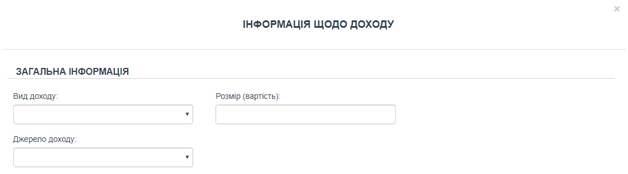 ІНФОРМАЦІЯ ЩОДО ДОХОДУ
ЗАГАЛЬНА ІНФОРМАЦІЯ
Вид доходу: Розмір (вартість):
Джерело доходу: